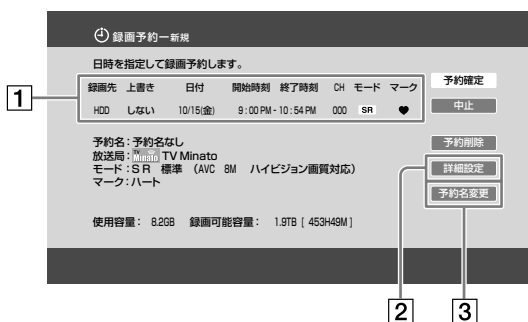 録画予約ー新規
日時を指定して録画予約します。
録画先 上書き 日付 開始時刻 終了時刻 CH モード マーク
HDD しない 10/15(金) 9:00 PM - 10:54 PM 000 SR ♥
予約確定
中止
予約名:予約名なし
放送局: TV Minato TV Minato
モード:SR 標準 (AVC 8M ハイビジョン画質対応)
マーク:ハート
予約削除
詳細設定
予約名変更
使用容量: 8.2GB 録画可能容量: 1.9TB [ 453H49M ]
1
2
3